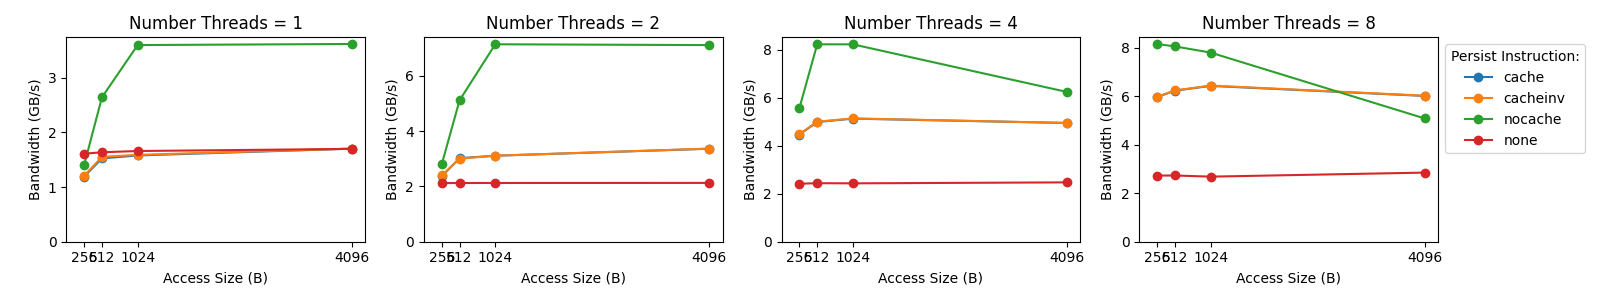 Number Threads = 1
Bandwidth (GB/s)
3
2
1
0
256
512
1024
4096
Access Size (B)
Number Threads = 2
Bandwidth (GB/s)
6
4
2
0
256
512
1024
4096
Access Size (B)
Number Threads = 4
Bandwidth (GB/s)
8
6
4
2
0
256
512
1024
4096
Access Size (B)
Number Threads = 8
Bandwidth (GB/s)
8
6
4
2
0
256
512
1024
4096
Access Size (B)
Persist Instruction:
cache
cacheinv
nocache
none